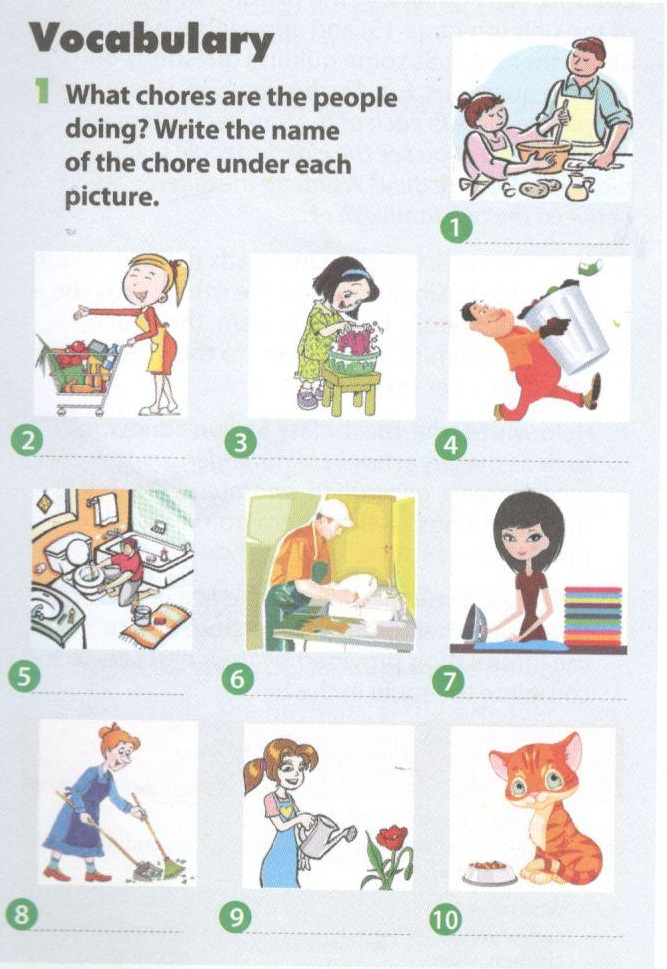 Vocabulary
1 What chores are the people
doing? Write the name
of the chore under each
picture.
1
2
3
4
5
6
7
8
9
10